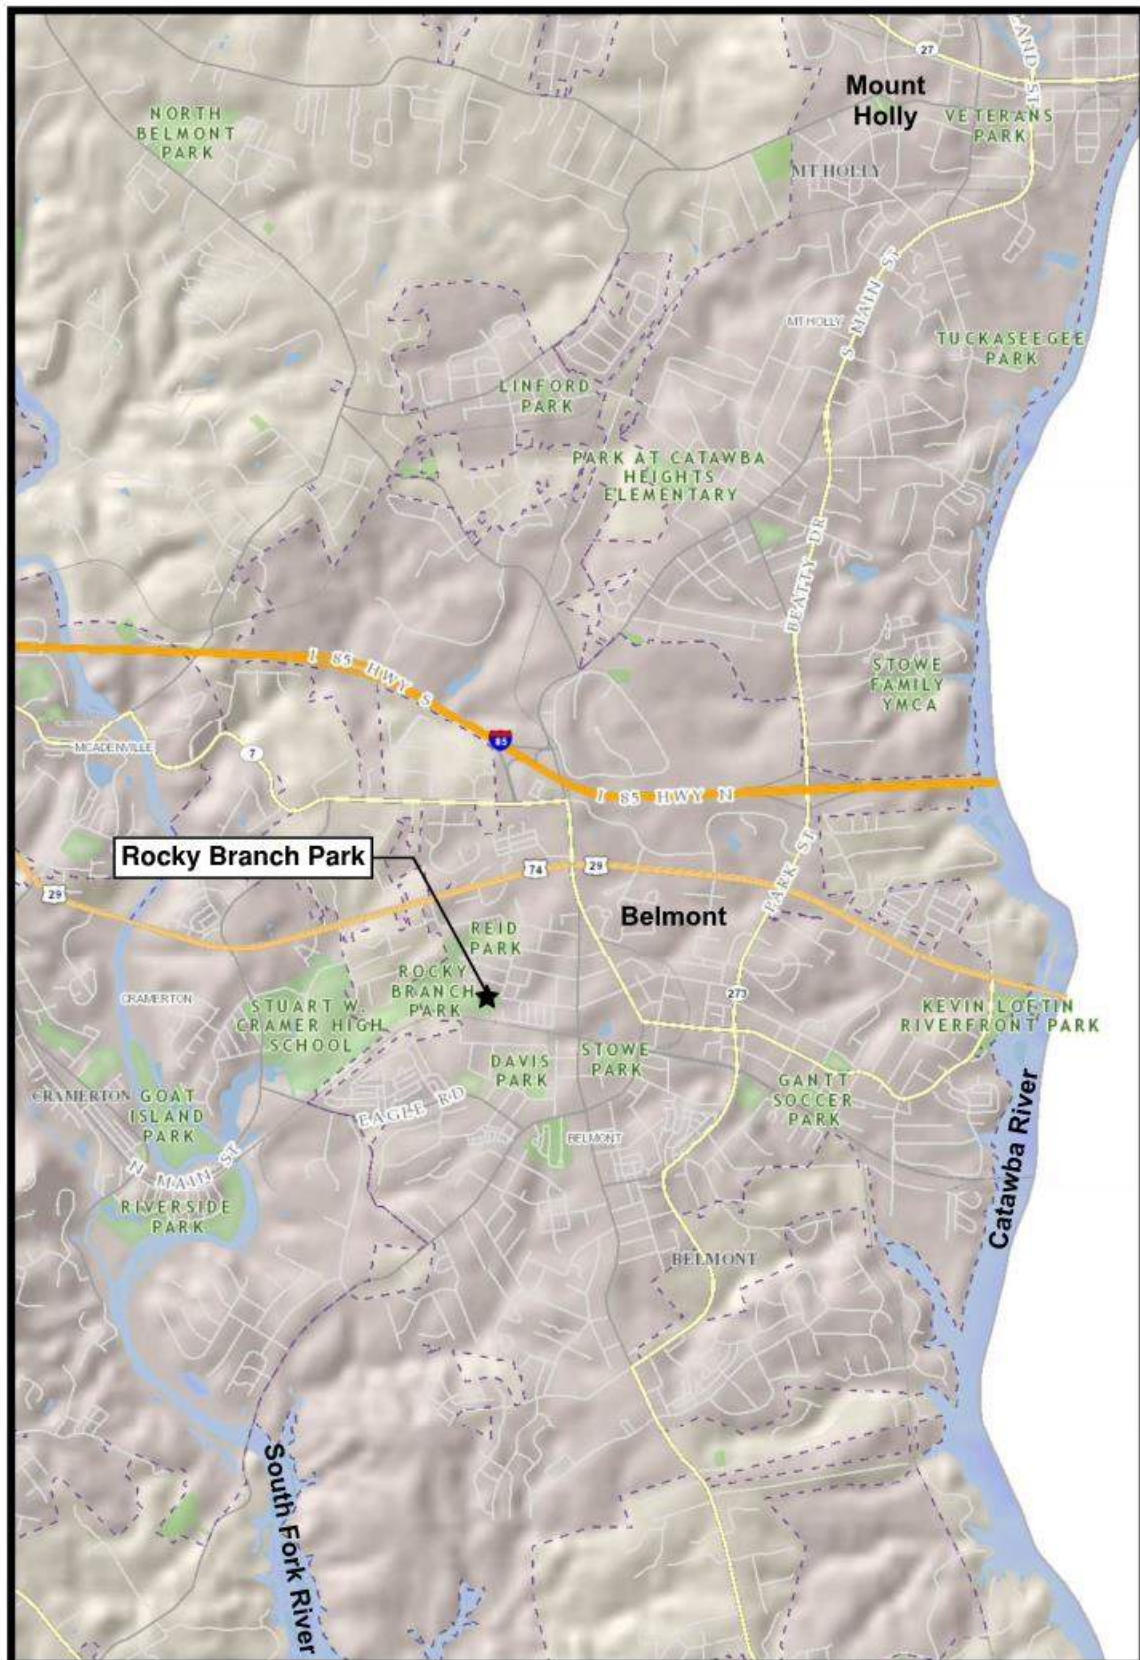 LAND ST
27
Mount
Holly
NORTH
BELMONT
PARK
VETERANS
PARK
MT HOLLY
S MAIN ST
MT HOLLY
TUCKASEEGEE
PARK
LINFORD
PARK
PARK AT CATAWBA
HEIGHTS
ELEMENTARY
BEATTY DR
I 85 HWY S
STOWE
FAMILY
YMCA
MCADENVILLE
7
85
I 85 HWY N
Rocky Branch Park
74
29
29
PARK ST
Belmont
REID
PARK
ROCKY
BRANCH
PARK
CRAMERTON
STUART W.
CRAMER HIGH
SCHOOL
273
KEVIN LOFTIN
RIVERFRONT PARK
DAVIS
PARK
STOWE
PARK
GANTT
SOCCER
PARK
CRAMERTON
GOAT
ISLAND
PARK
EAGLE RD
BELMONT
Catawba River
N MAIN ST
RIVERSIDE
PARK
BELMONT
South Fork River